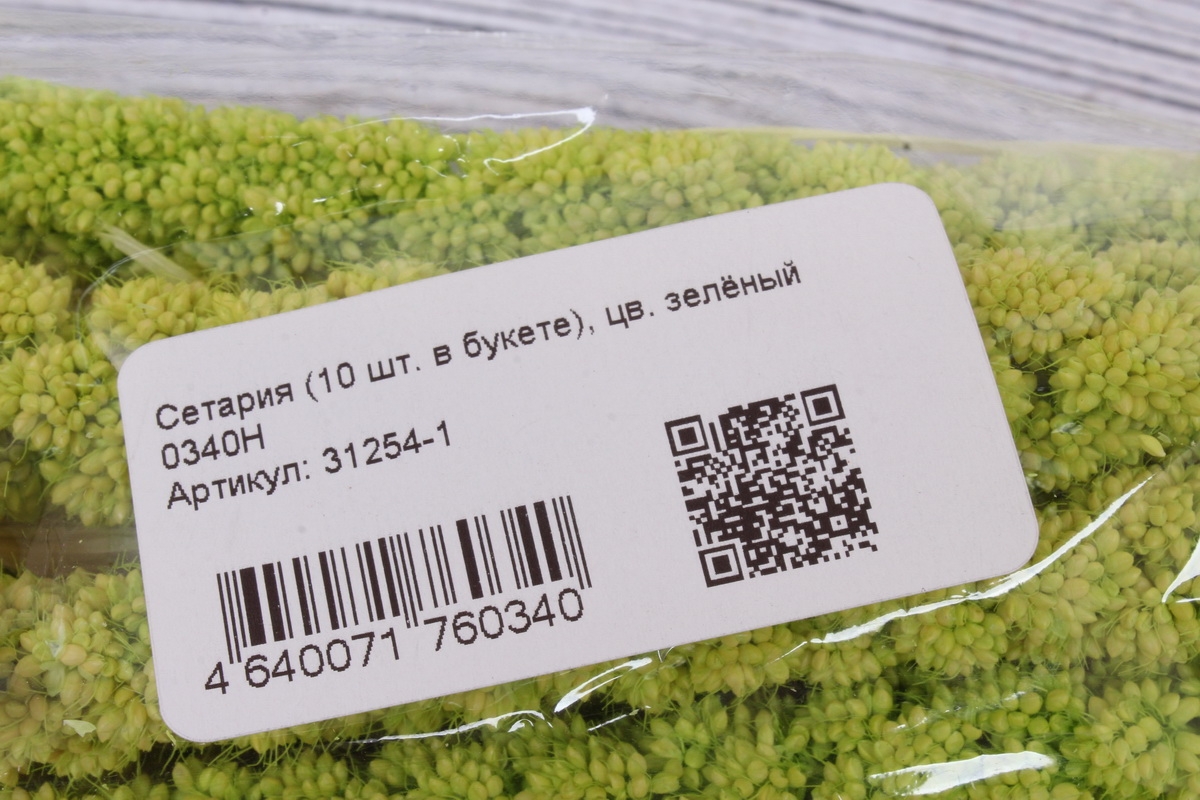 Сетария (10 шт. в букете), цв. зелёный
0340Н
Артикул: 31254-1
4 640071 760340